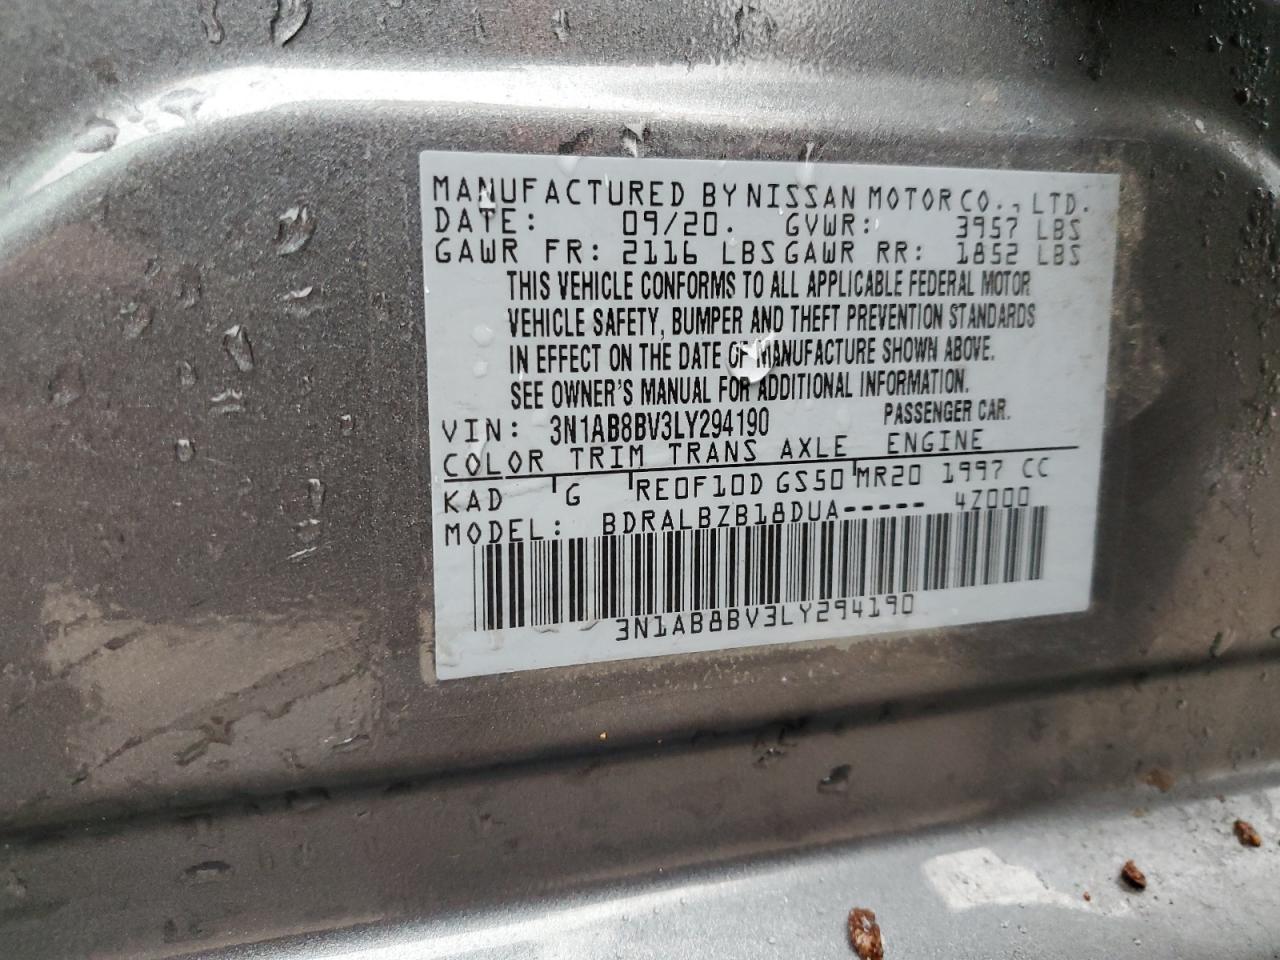 MANUFACTURED BY NISSAN MOTOR CO., LTD.
DATE: 09/20. GVWR: 3957 LBS
GAWR FR: 2116 LBS GAWR RR: 1852 LBS
THIS VEHICLE CONFORMS TO ALL APPLICABLE FEDERAL MOTOR
VEHICLE SAFETY, BUMPER AND THEFT PREVENTION STANDARDS
IN EFFECT ON THE DATE OF MANUFACTURE SHOWN ABOVE.
SEE OWNER'S MANUAL FOR ADDITIONAL INFORMATION.
VIN: 3N1AB8BV3LY294190 PASSENGER CAR.
COLOR TRIM TRANS AXLE ENGINE
KAD G RE0F10D GS50 MR20 1997 CC
MODEL: BDRALBZB18DUA----- 4Z000
3N1AB8BV3LY294190